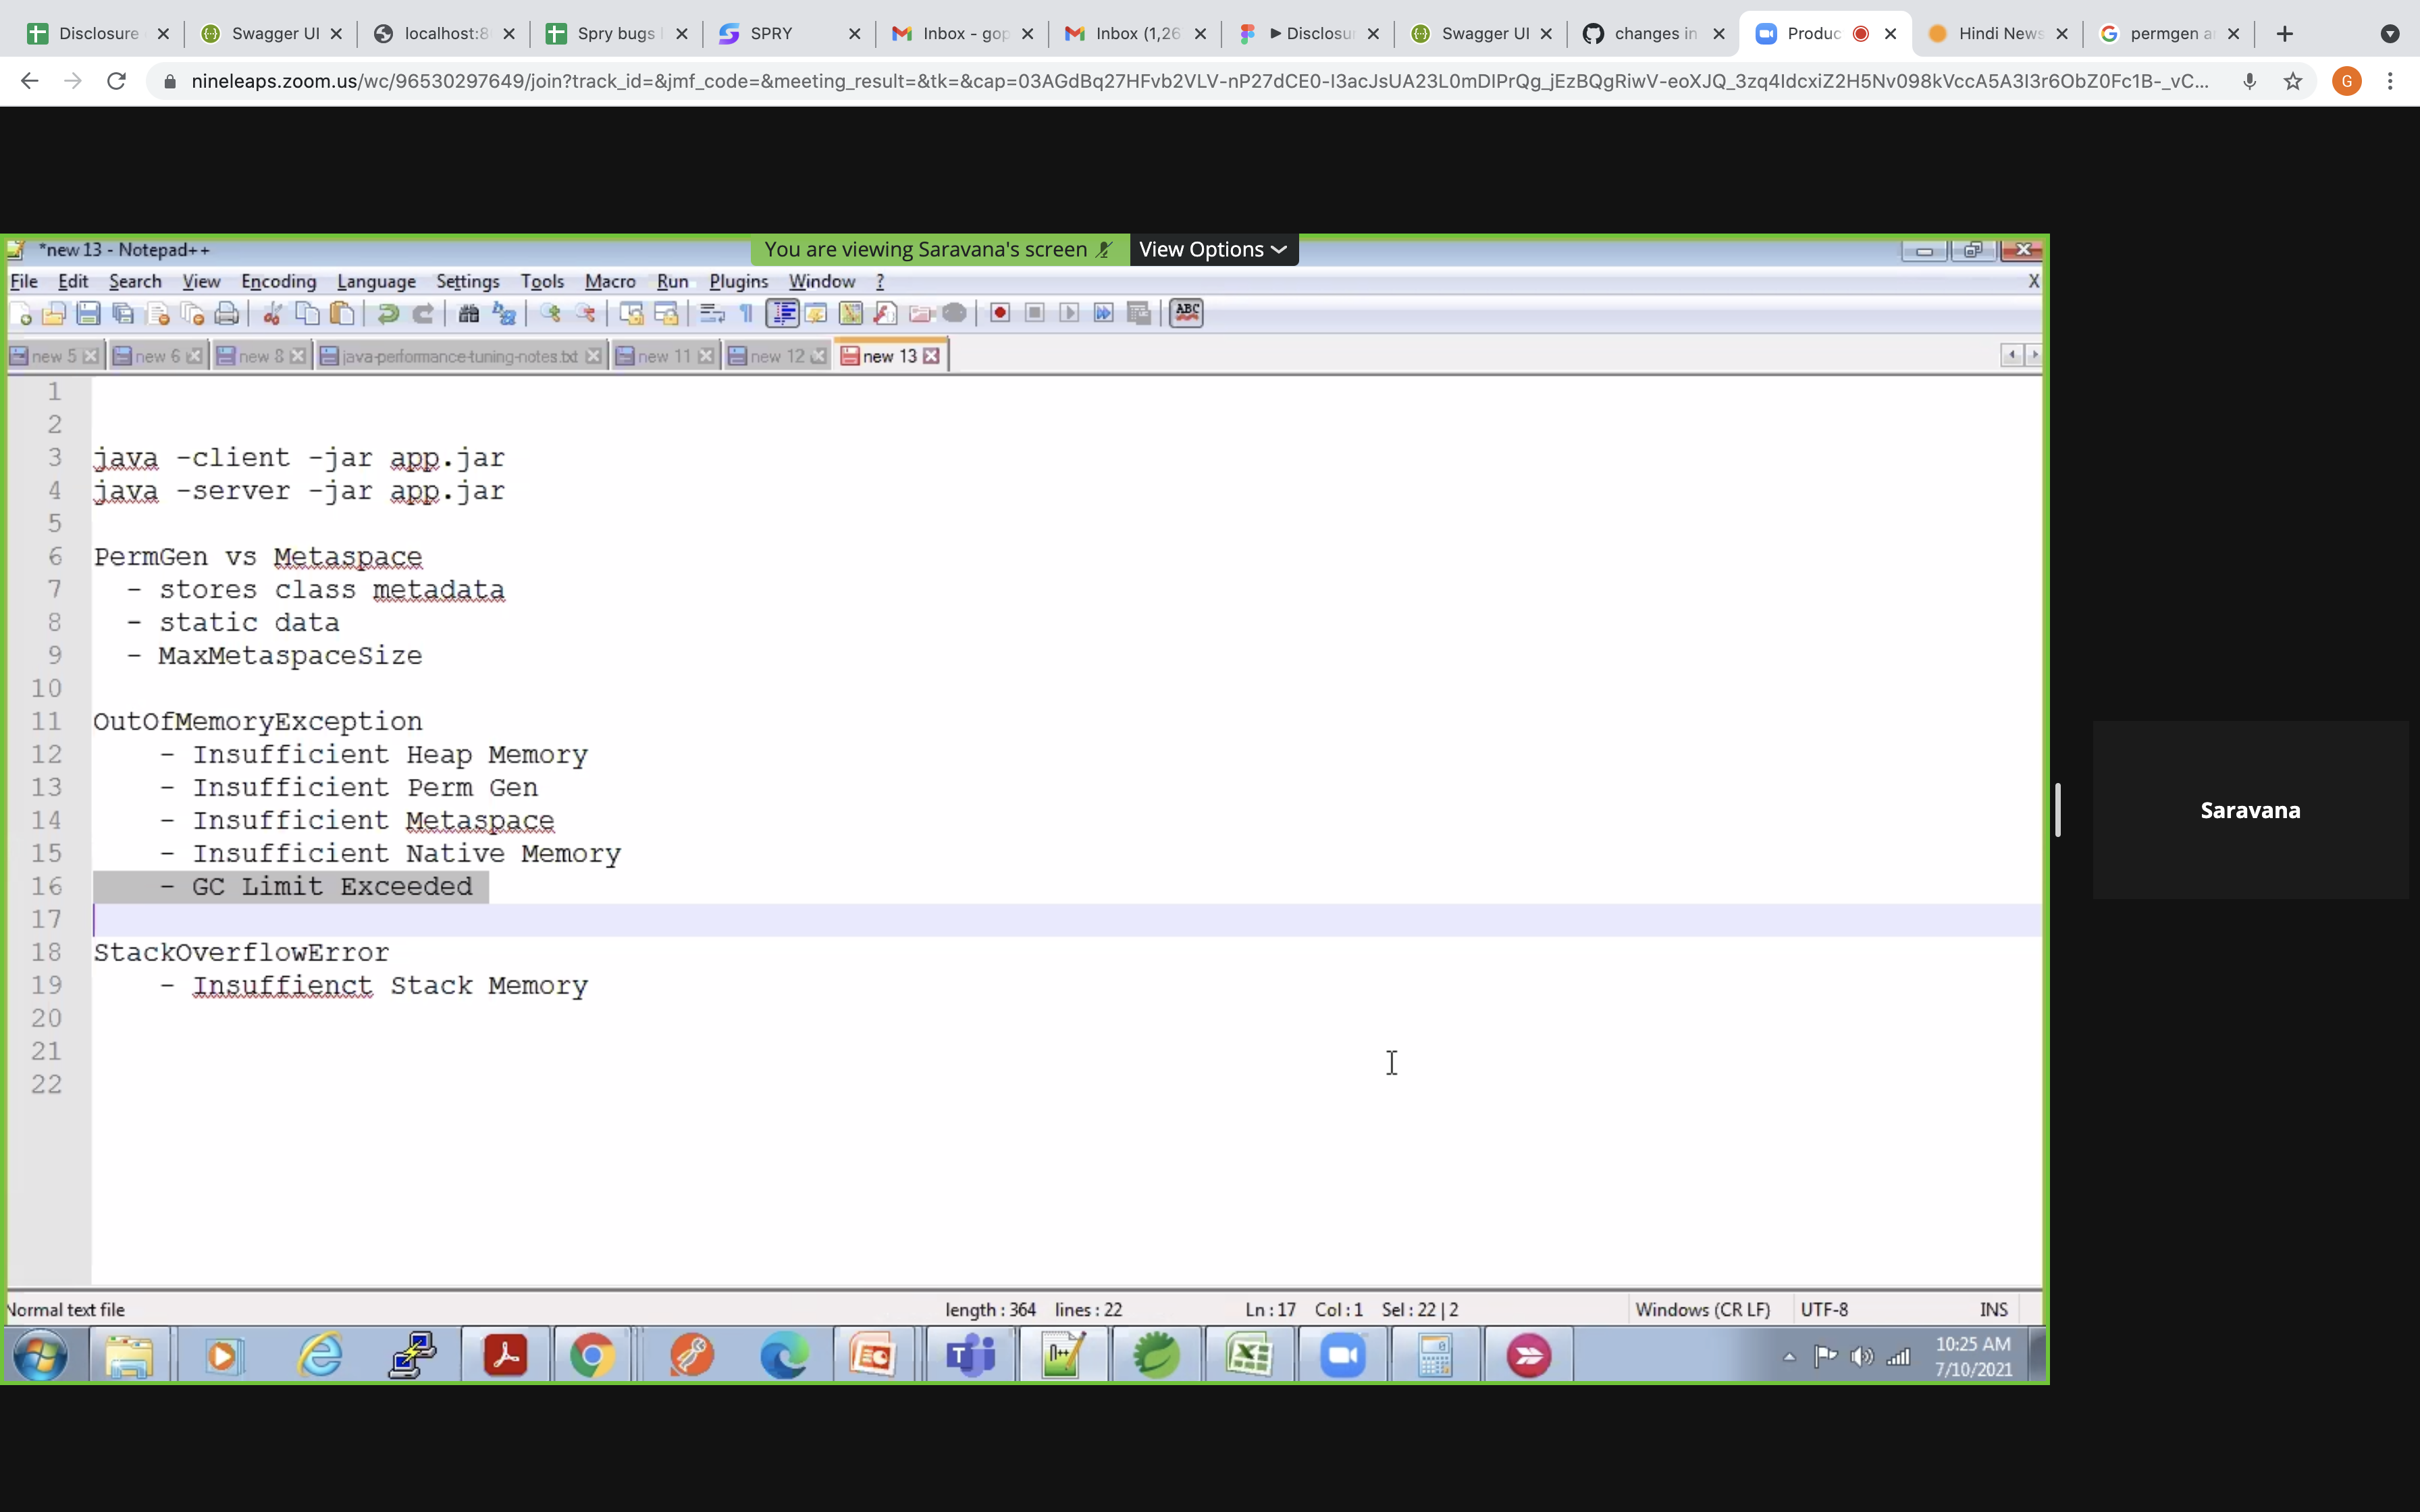 Disclosure
Swagger UI
localhost:8
Spry bugs
SPRY
Inbox - gop
Inbox (1,26
Disclosur
Swagger UI
changes in
Produc
Hindi News
permgen a
nineleaps.zoom.us/wc/96530297649/join?track_id=&jmf_code=&meeting_result=&tk=&cap=03AGdBq27HFvb2VLV-nP27dCE0-I3acJsUA23L0mDIPrQg_jEzBQgRiwV-eoXJQ_3zq4IdcxiZ2H5Nv098kVccA5A3I3r6ObZ0Fc1B-_vC...
G
*new 13 - Notepad++
You are viewing Saravana's screen
View Options
File Edit Search View Encoding Language Settings Tools Macro Run Plugins Window ?
X
ABC
new 5
new 6
new 8
java-performance-tuning-notes.txt
new 11
new 12
new 13
1
2
3 java -client -jar app.jar
4 java -server -jar app.jar
5
6 PermGen vs Metaspace
7 - stores class metadata
8 - static data
9 - MaxMetaspaceSize
10
11 OutOfMemoryException
12 - Insufficient Heap Memory
13 - Insufficient Perm Gen
14 - Insufficient Metaspace
15 - Insufficient Native Memory
16 - GC Limit Exceeded
17
18 StackOverflowError
19 - Insuffienct Stack Memory
20
21
22
Saravana
Normal text file
length : 364 lines : 22
Ln : 17 Col : 1 Sel : 22 | 2
Windows (CR LF)
UTF-8
INS
10:25 AM
7/10/2021